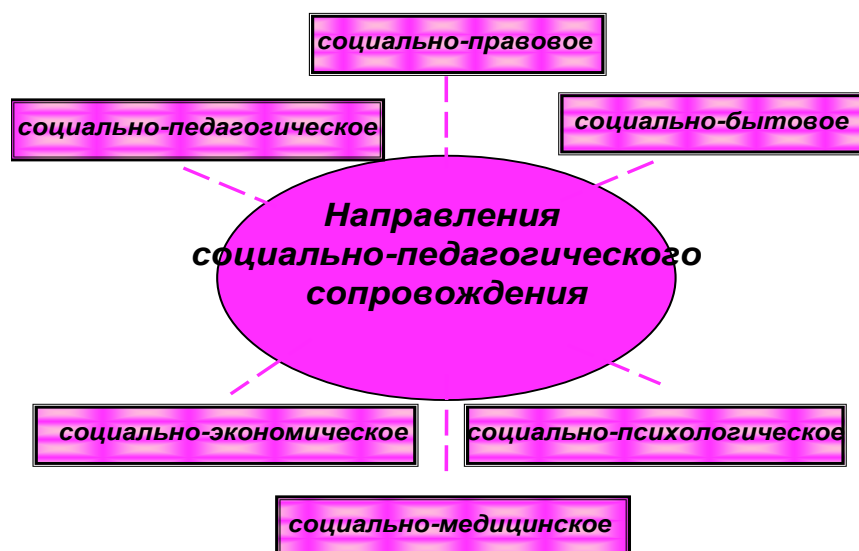 социально-правовое
социально-педагогическое
социально-бытовое
Направления
социально-педагогического
сопровождения
социально-экономическое
социально-психологическое
социально-медицинское